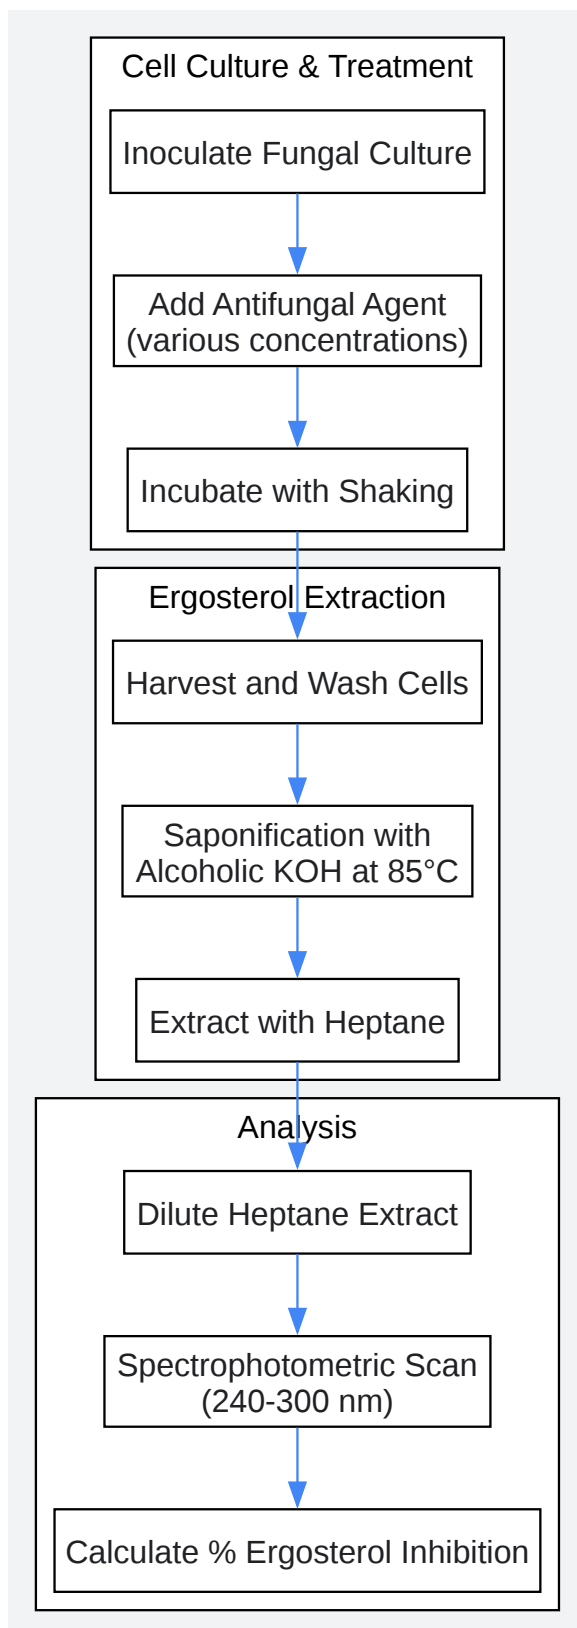 Cell Culture & Treatment
Inoculate Fungal Culture
Add Antifungal Agent
(various concentrations)
Incubate with Shaking
Ergosterol Extraction
Harvest and Wash Cells
Saponification with
Alcoholic KOH at 85°C
Extract with Heptane
Analysis
Dilute Heptane Extract
Spectrophotometric Scan
(240-300 nm)
Calculate % Ergosterol Inhibition